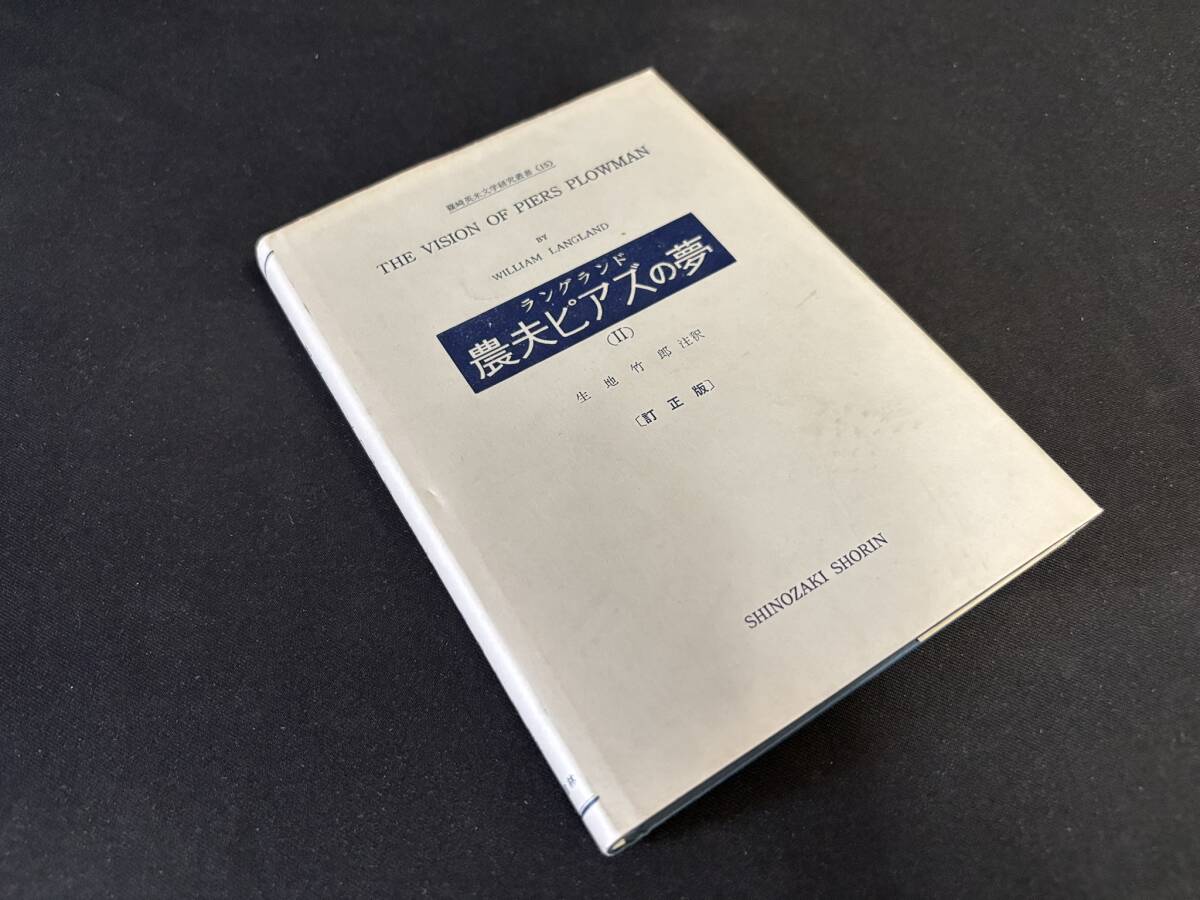 篠崎英米文学研究叢書 (15)
THE VISION OF PIERS PLOWMAN
BY
WILLIAM LANGLAND
ラングランド
農夫ピアズの夢
(II)
生地竹郎 注訳
〔訂正版〕
SHINOZAKI SHORIN
林